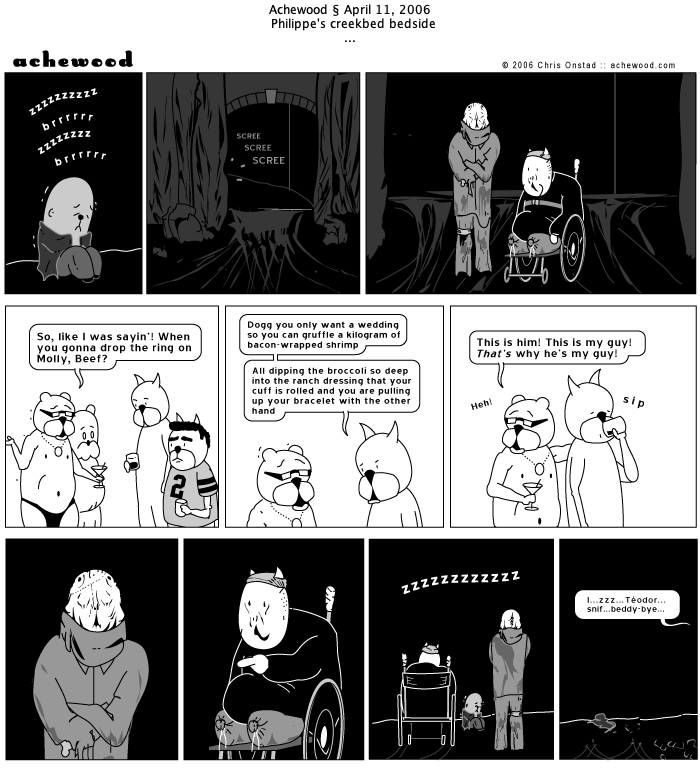 Achewood § April 11, 2006
Philippe's creekbed bedside
...
achewood
© 2006 Chris Onstad :: achewood.com
zzzzzzzzzz
brrrrrr
zzzzzzzz
brrrrrrr
SCREE
SCREE
SCREE
So, like I was sayin'! When
you gonna drop the ring on
Molly, Beef?
2
Dogg you only want a wedding
so you can gruffle a kilogram of
bacon-wrapped shrimp
All dipping the broccoli so deep
into the ranch dressing that your
cuff is rolled and you are pulling
up your bracelet with the other
hand
This is him! This is my guy!
That's why he's my guy!
Heh!
sip
zzzzzzzzzzzz
I...zzz...Téodor...
snif...beddy-bye...